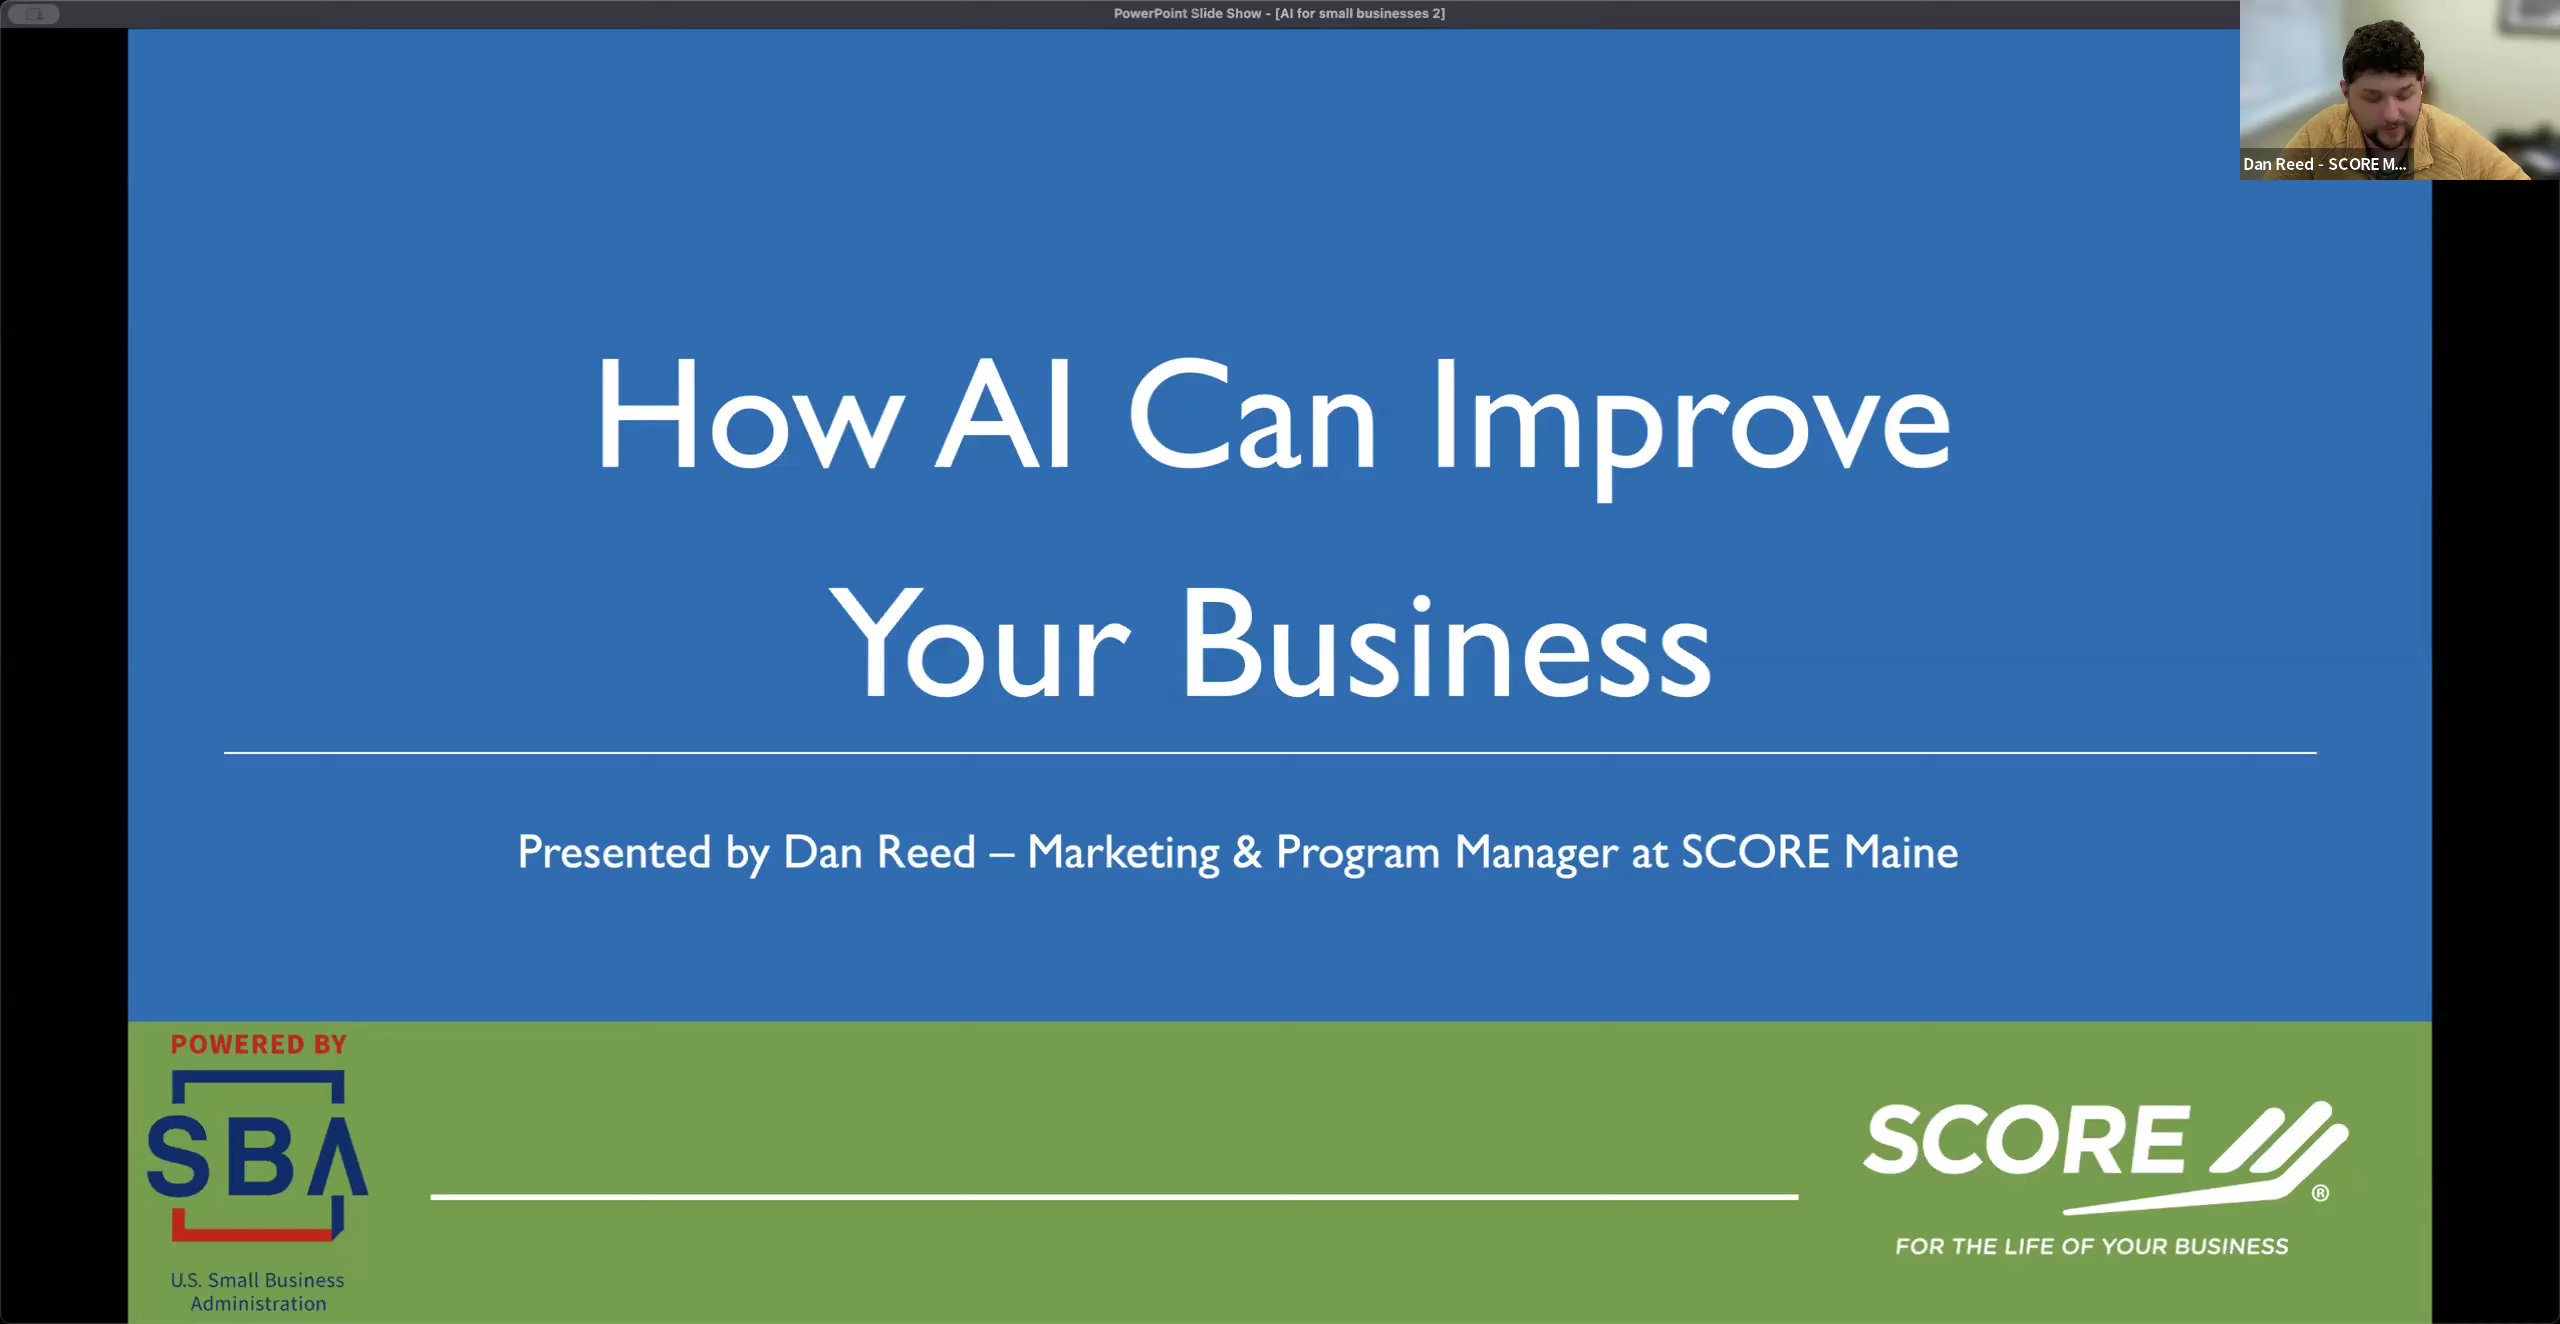 PowerPoint Slide Show - [AI for small businesses 2]
Dan Reed - SCORE M...
How AI Can Improve
Your Business
Presented by Dan Reed – Marketing & Program Manager at SCORE Maine
POWERED BY
SBA
U.S. Small Business
Administration
SCORE ®
FOR THE LIFE OF YOUR BUSINESS